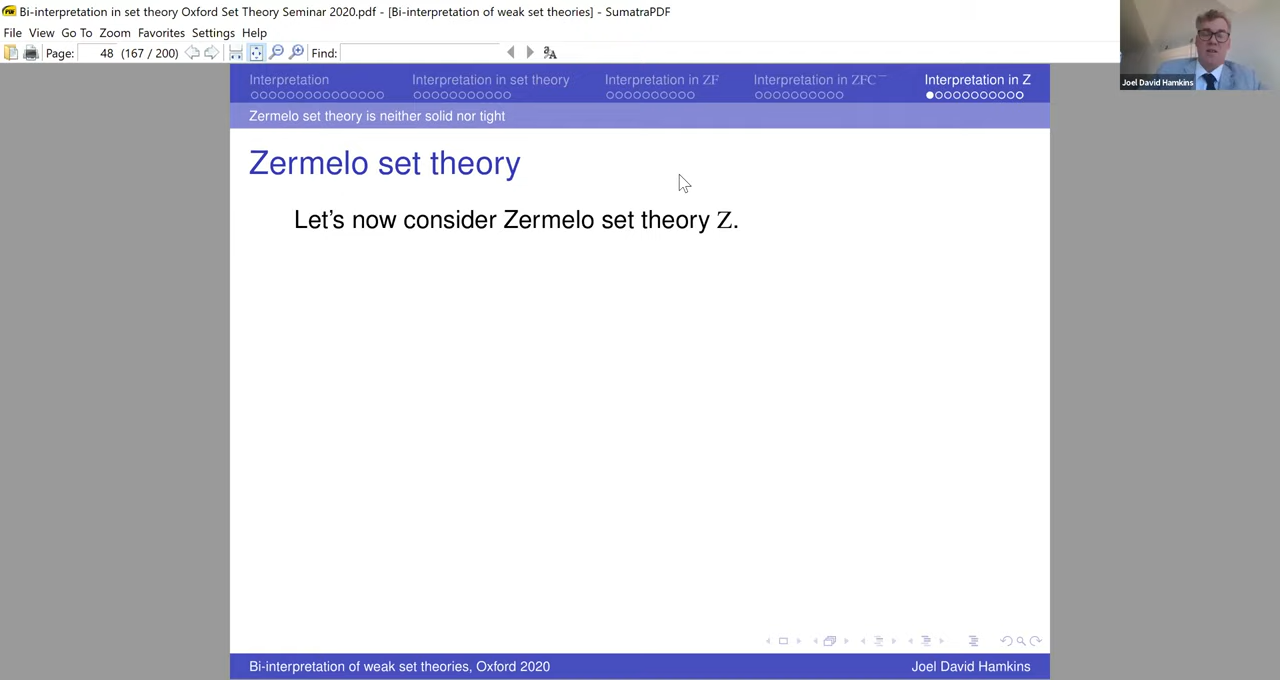 Bi-interpretation in set theory Oxford Set Theory Seminar 2020.pdf - [Bi-interpretation of weak set theories] - SumatraPDF
File View Go To Zoom Favorites Settings Help
Page: 48 (167 / 200) Find:
Joel David Hamkins
Interpretation Interpretation in set theory Interpretation in ZF Interpretation in ZFC⁻ Interpretation in Z
Zermelo set theory is neither solid nor tight
Zermelo set theory
Let's now consider Zermelo set theory Z.
Bi-interpretation of weak set theories, Oxford 2020 Joel David Hamkins